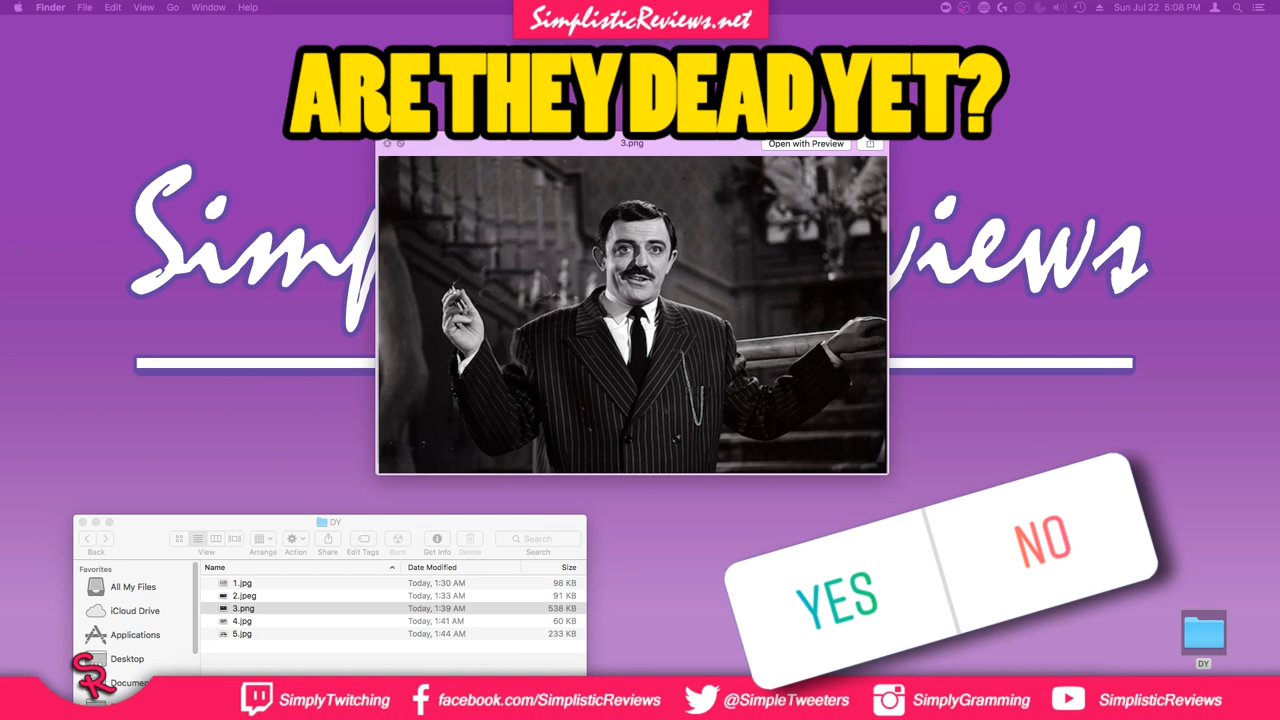 Finder File Edit View Go Window Help
Sun Jul 22 5:08 PM
SimplisticReviews.net
ARE THEY DEAD YET?
3.png
Open with Preview
Simp
views
DY
Back
View
Arrange
Action
Share
Edit Tags
Burn
Get Info
Delete
Search
Search
Favorites
All My Files
iCloud Drive
Applications
Desktop
Documen
Name Date Modified Size
1.jpg Today, 1:30 AM 98 KB
2.jpeg Today, 1:33 AM 91 KB
3.png Today, 1:39 AM 538 KB
4.jpg Today, 1:41 AM 60 KB
5.jpg Today, 1:44 AM 233 KB
YES
NO
DY
SR
SimplyTwitching
facebook.com/SimplisticReviews
@SimpleTweeters
SimplyGramming
SimplisticReviews